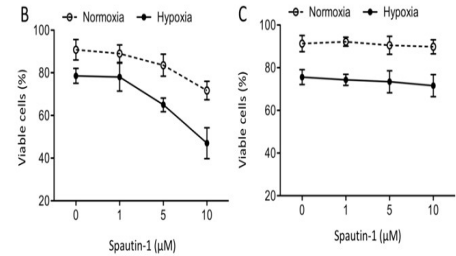 B
Normoxia
Hypoxia
100
80
60
40
20
Viable cells (%)
0
1
5
10
Spautin-1 (μM)
C
Normoxia
Hypoxia
100
80
60
40
20
Viable cells (%)
0
1
5
10
Spautin-1 (μM)